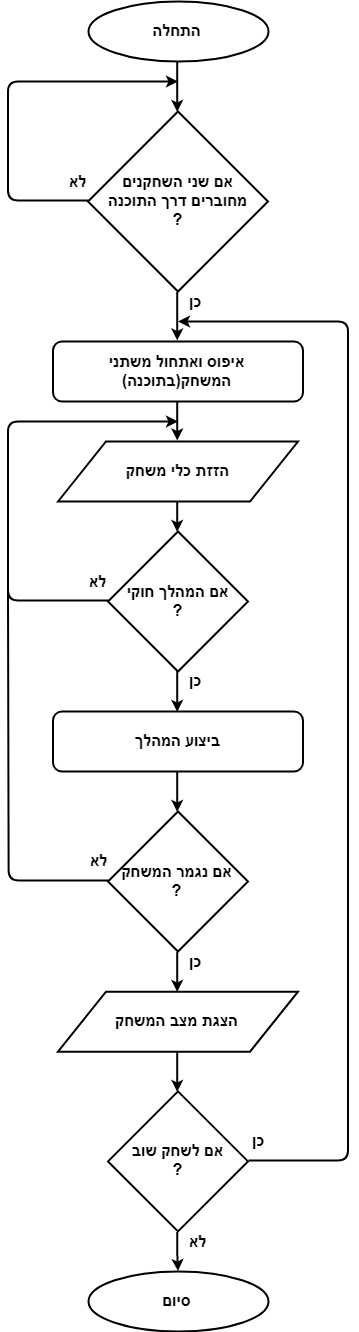 התחלה
אם שני השחקנים
מחוברים דרך התוכנה
?
לא
כן
איפוס ואתחול משתני
המשחק(בתוכנה)
הזזת כלי משחק
אם המהלך חוקי
?
לא
כן
ביצוע המהלך
אם נגמר המשחק
?
לא
כן
הצגת מצב המשחק
אם לשחק שוב
?
כן
לא
סיום